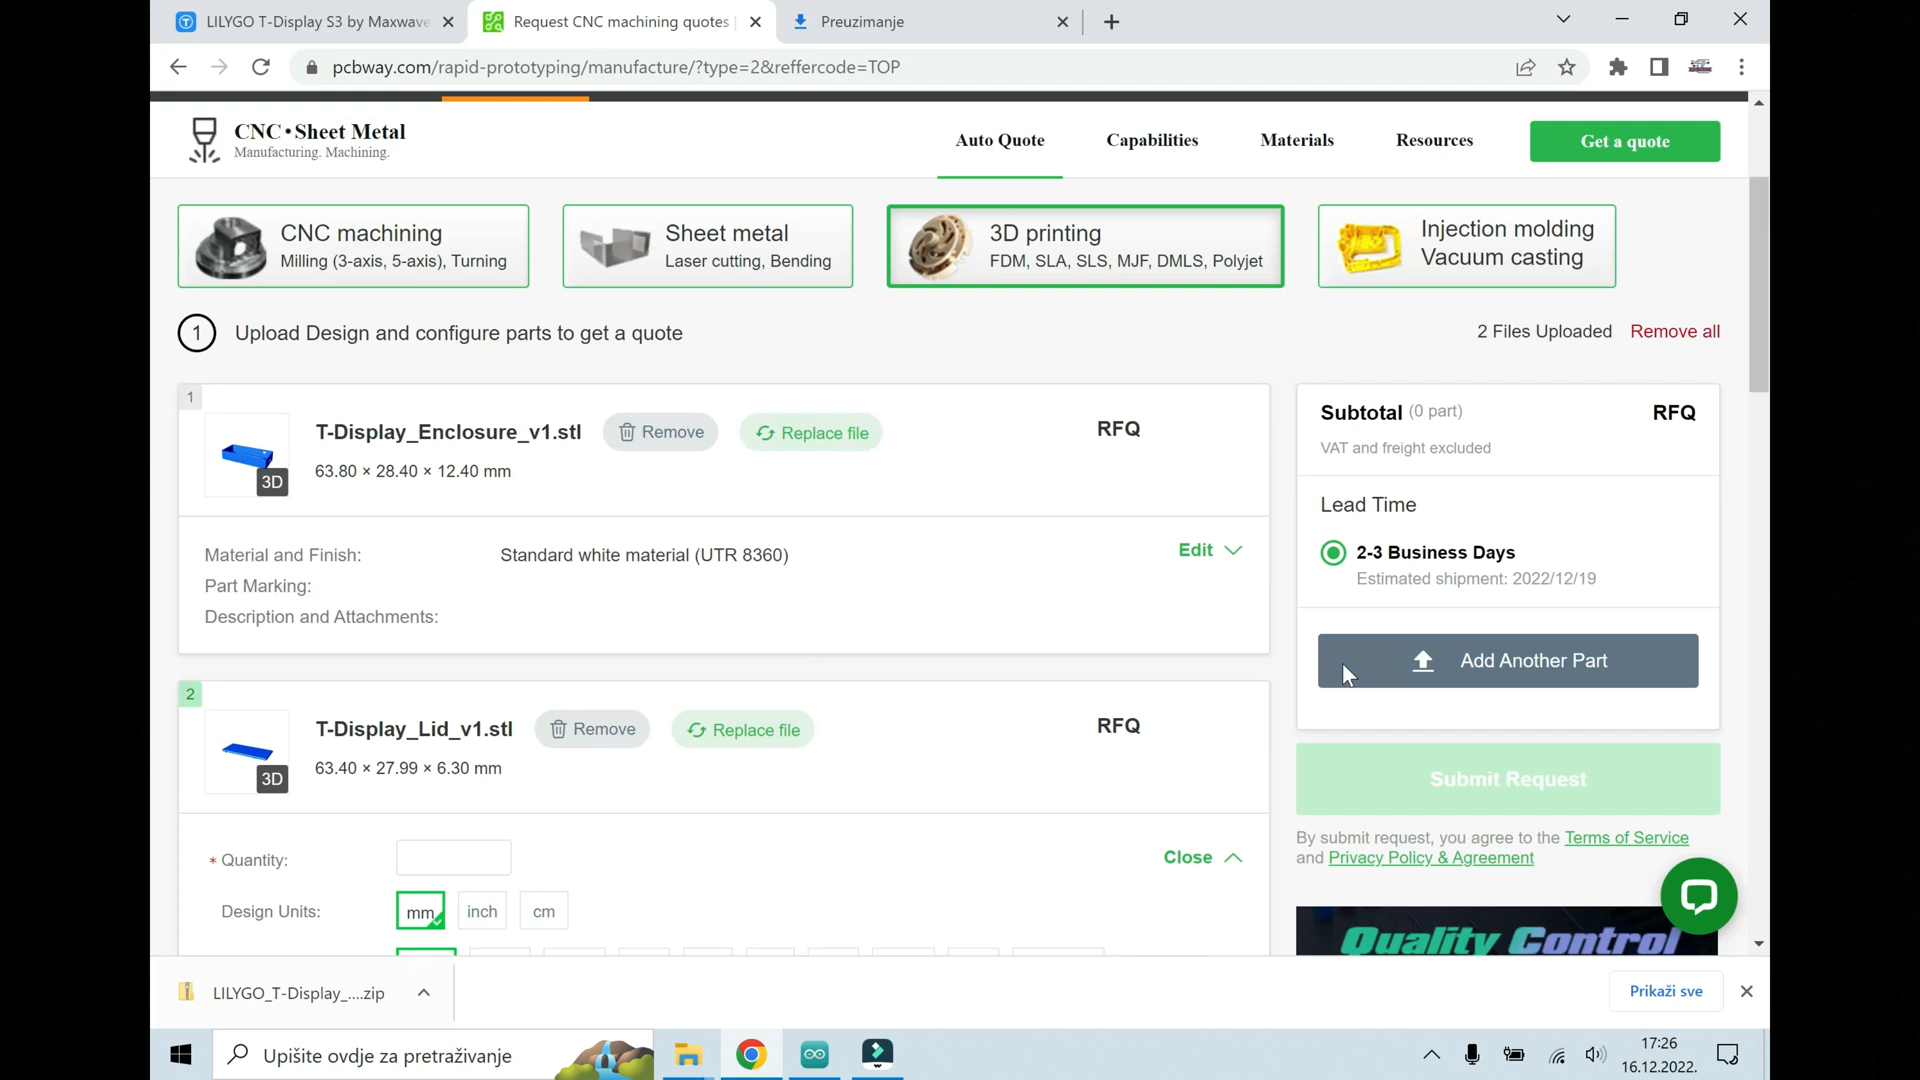 LILYGO T-Display S3 by Maxwave
Request CNC machining quotes
Preuzimanje
pcbway.com/rapid-prototyping/manufacture/?type=2&reffercode=TOP
CNC•Sheet Metal
Manufacturing. Machining.
Auto Quote
Capabilities
Materials
Resources
Get a quote
CNC machining
Milling (3-axis, 5-axis), Turning
Sheet metal
Laser cutting, Bending
3D printing
FDM, SLA, SLS, MJF, DMLS, Polyjet
Injection molding
Vacuum casting
1 Upload Design and configure parts to get a quote
2 Files Uploaded Remove all
1
T-Display_Enclosure_v1.stl Remove Replace file RFQ
3D
63.80 × 28.40 × 12.40 mm
Material and Finish: Standard white material (UTR 8360) Edit
Part Marking:
Description and Attachments:
2
T-Display_Lid_v1.stl Remove Replace file RFQ
3D
63.40 × 27.99 × 6.30 mm
* Quantity: Close
Design Units: mm inch cm
Subtotal (0 part) RFQ
VAT and freight excluded
Lead Time
2-3 Business Days
Estimated shipment: 2022/12/19
Add Another Part
Submit Request
By submit request, you agree to the Terms of Service
and Privacy Policy & Agreement
Quality Control
LILYGO_T-Display_....zip
Prikaži sve
Upišite ovdje za pretraživanje
17:26
16.12.2022.